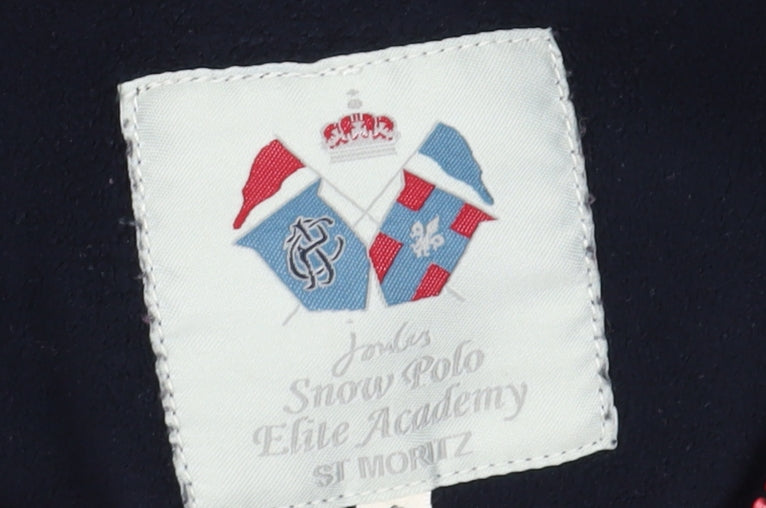 Joules
Snow Polo
Elite Academy
ST MORITZ